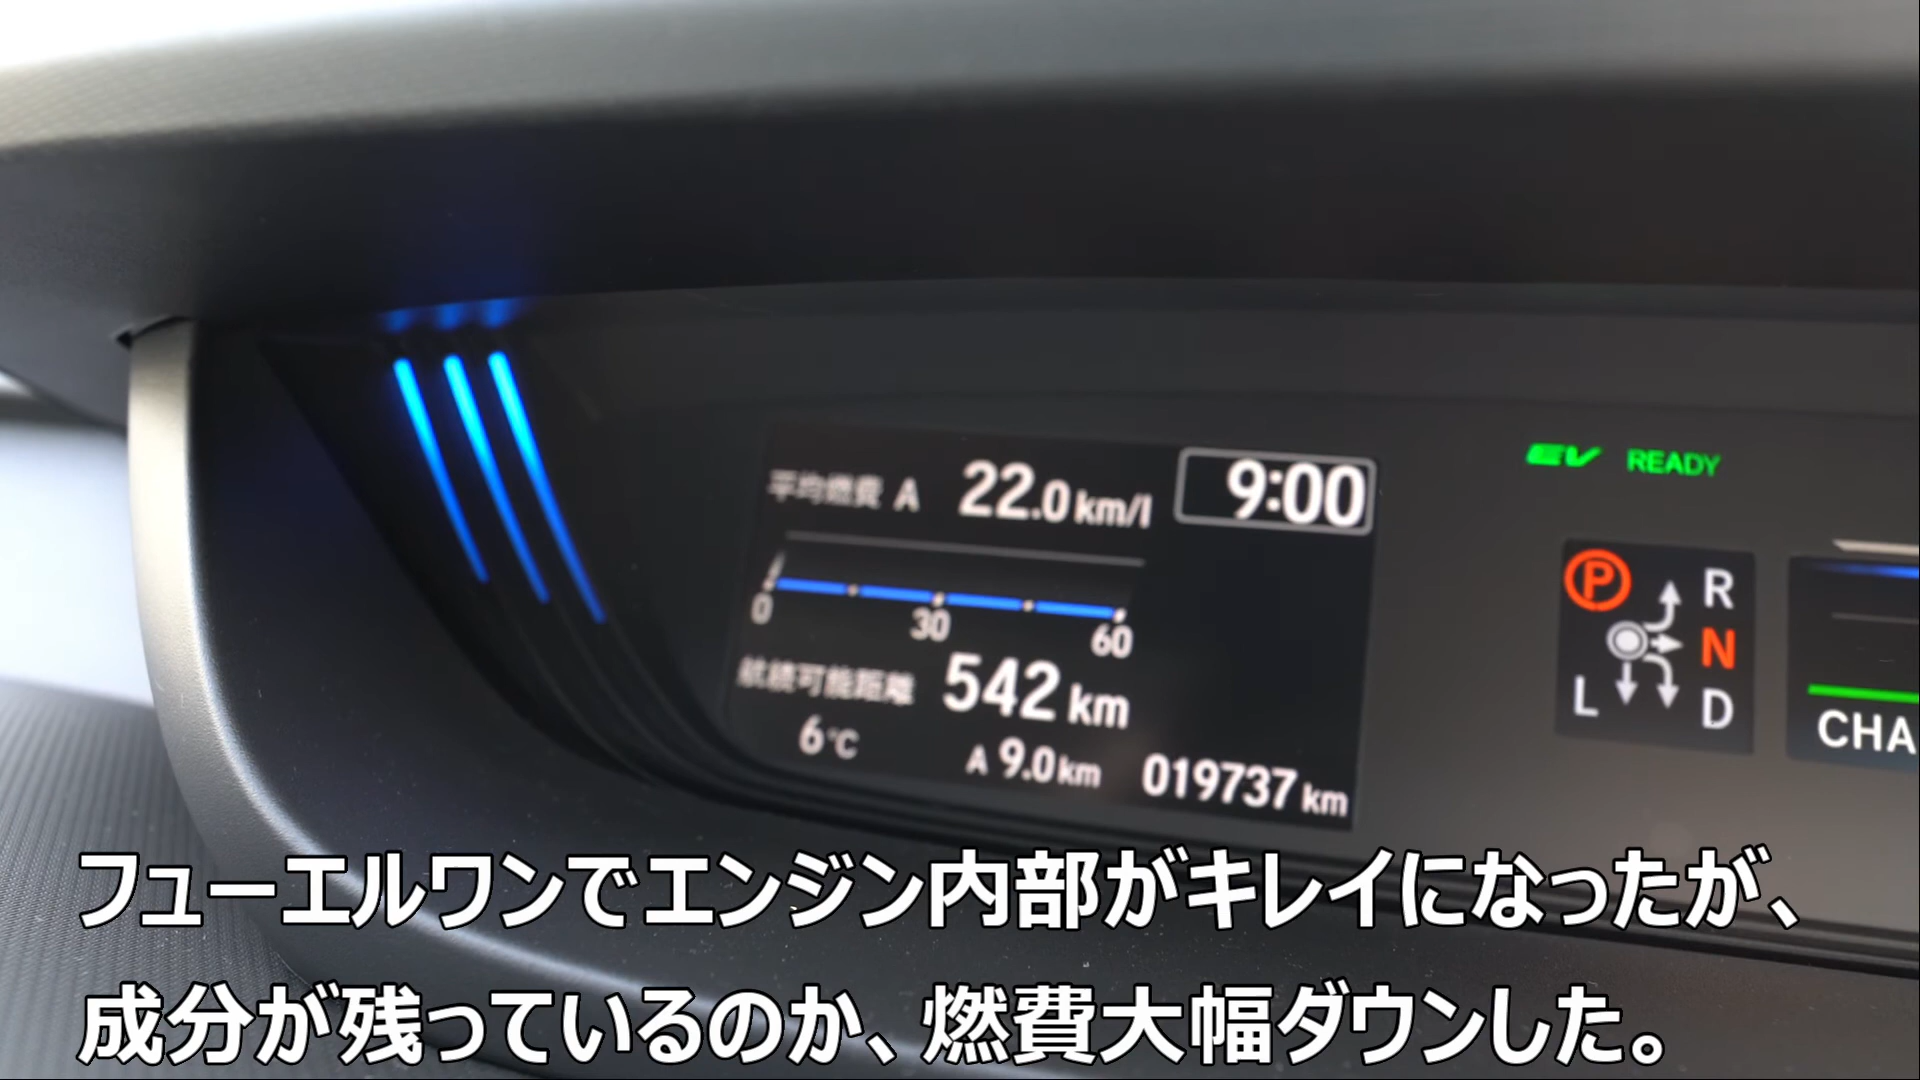 平均燃費 A 22.0 km/l
9:00
EV READY
0 30 60
航続可能距離 542 km
6℃ A 9.0 km 019737 km
P R
N
L D
CHA
フューエルワンでエンジン内部がキレイになったが、
成分が残っているのか、燃費大幅ダウンした。